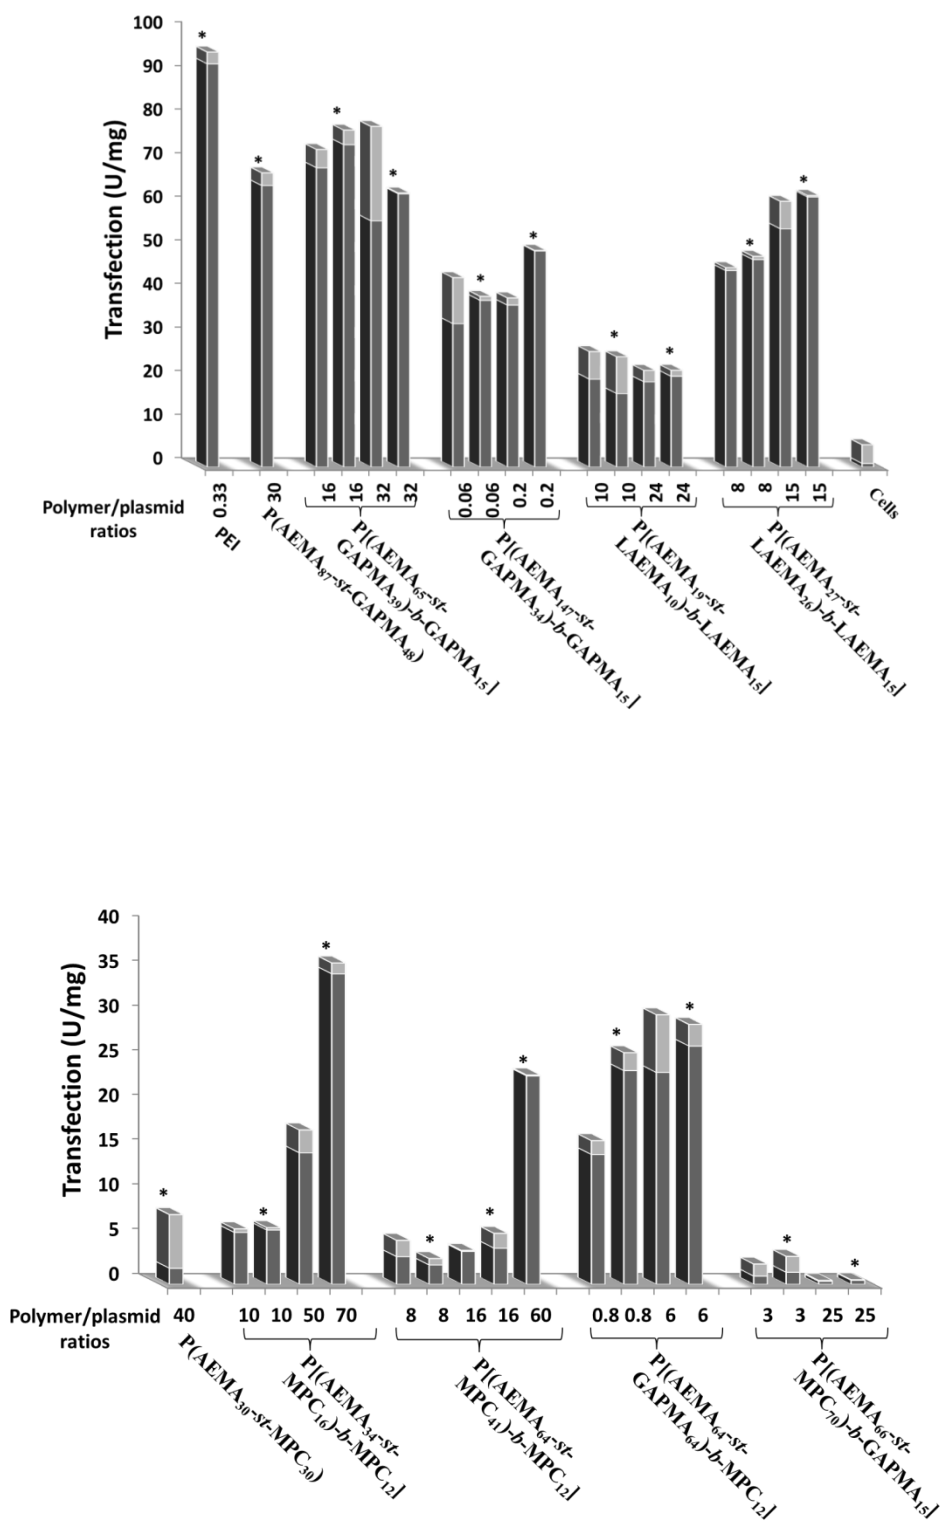 100
90
80
70
60
50
40
30
20
10
0
Transfection (U/mg)
* * * * * * * * * *
Polymer/plasmid
ratios
0.33 30 16 16 32 32 0.06 0.06 0.2 0.2 10 10 24 24 8 8 15 15 Cells
PEI
P(AEMA87-st-GAPMA48)
P[(AEMA65-st-
GAPMA39)-b-GAPMA15]
P[(AEMA147-st-
GAPMA34)-b-GAPMA15]
P[(AEMA19-st-
LAEMA10)-b-LAEMA15]
P[(AEMA27-st-
LAEMA26)-b-LAEMA15]
40
35
30
25
20
15
10
5
0
Transfection (U/mg)
* * * * * * * * * *
Polymer/plasmid
ratios
40 10 10 50 70 8 8 16 16 60 0.8 0.8 6 6 3 3 25 25
P(AEMA30-st-MPC30)
P[(AEMA34-st-
MPC16)-b-MPC12]
P[(AEMA64-st-
MPC41)-b-MPC12]
P[(AEMA64-st-
GAPMA64)-b-MPC12]
P[(AEMA66-st-
MPC70)-b-GAPMA15]